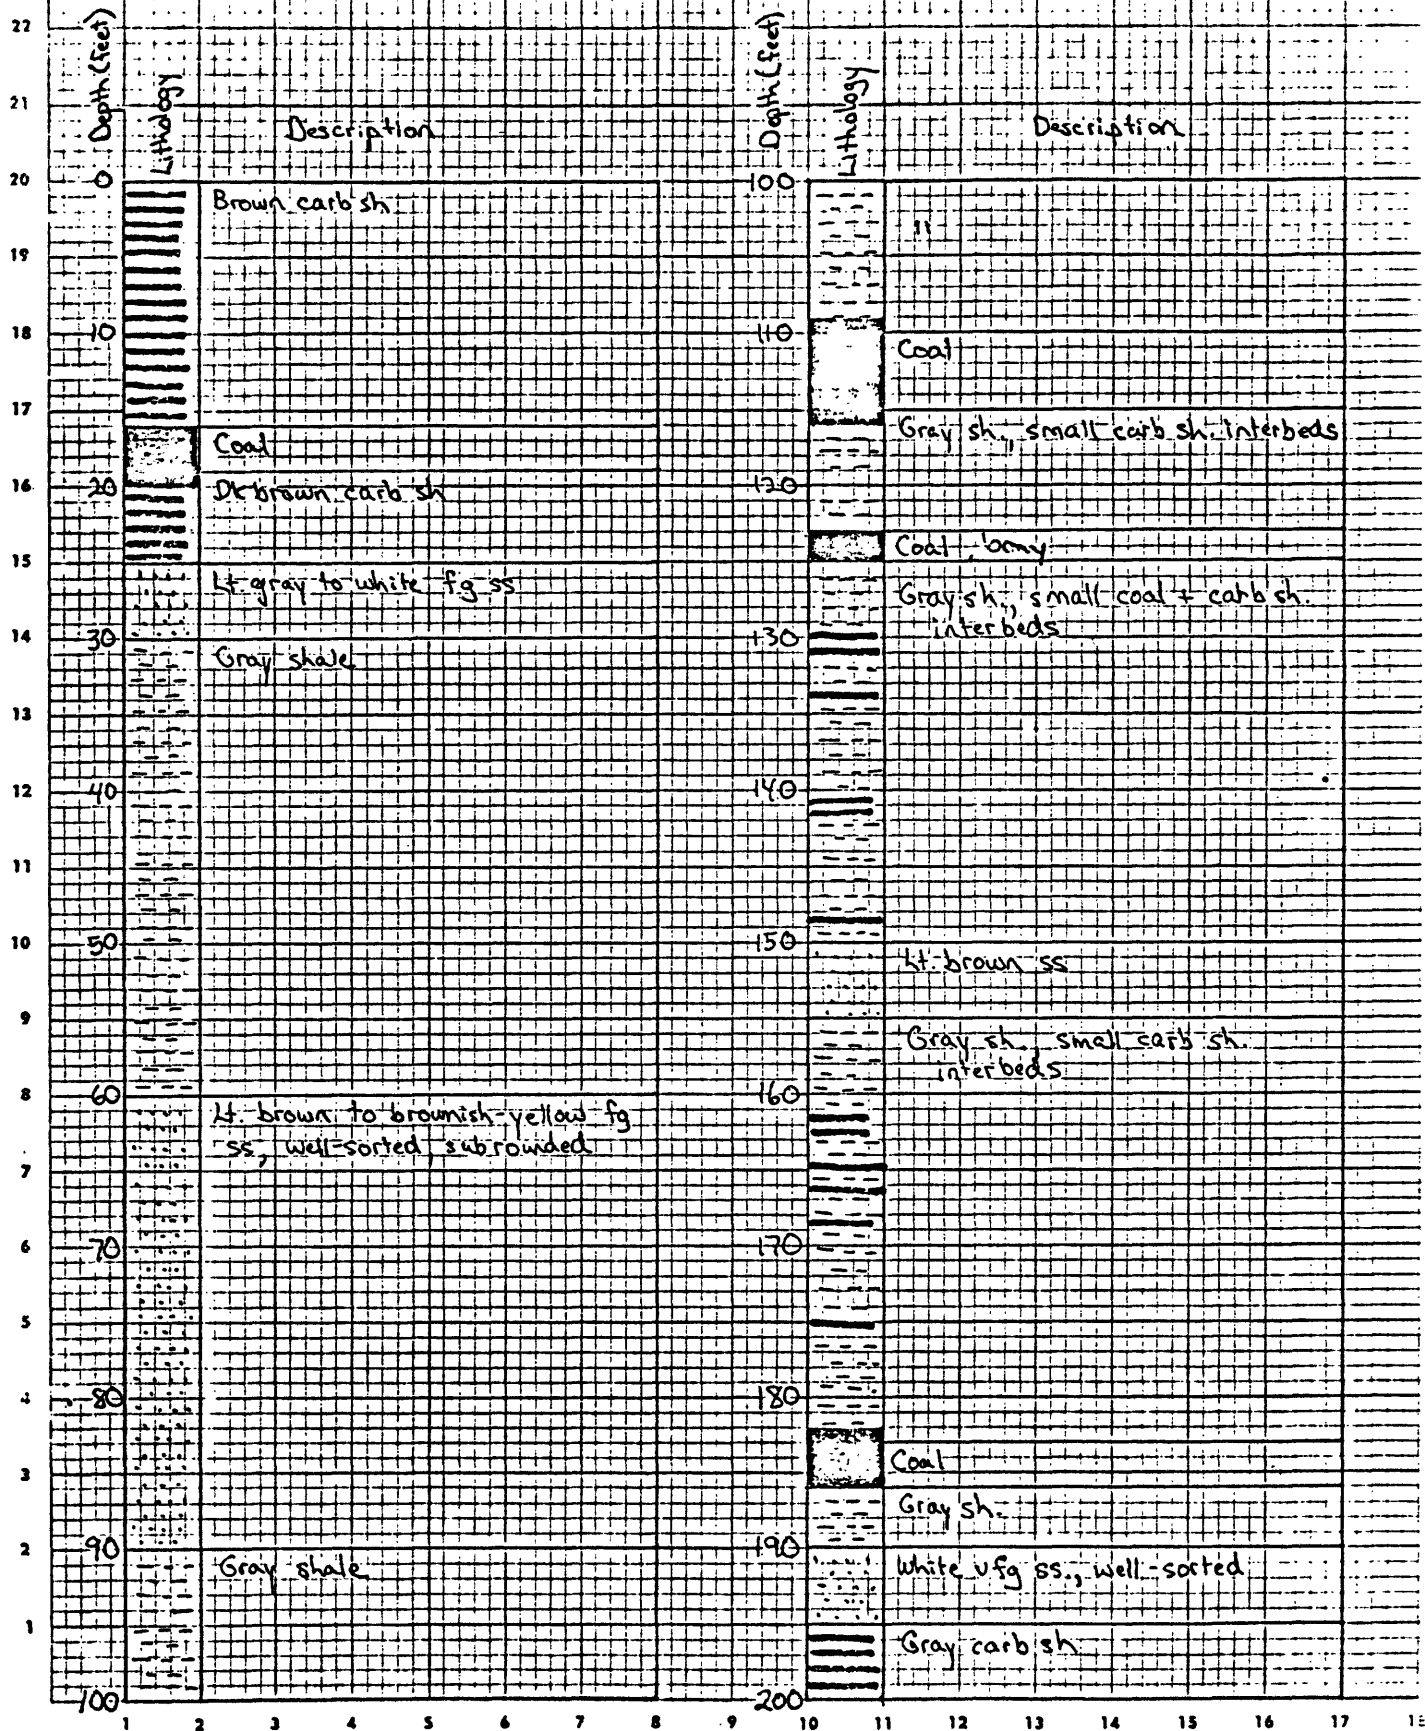 Depth (feet)
Lithology
Description
0
Brown carb sh
10
Coal
20
Dk brown carb sh
Lt. gray to white fg ss
30
Gray shale
40
50
60
Lt. brown to brownish-yellow fg
ss, well-sorted, subrounded
70
80
90
Gray shale
100
Depth (feet)
Lithology
Description
100
"
110
Coal
Gray sh., small carb sh. interbeds
120
Coal, bony
Gray sh., small coal + carb sh.
interbeds
130
140
150
Lt. brown ss
Gray sh., small carb sh.
interbeds
160
170
180
Coal
Gray sh.
190
White vfg ss., well-sorted
Gray carb sh
200
22
21
20
19
18
17
16
15
14
13
12
11
10
9
8
7
6
5
4
3
2
1
1 2 3 4 5 6 7 8 9 10 11 12 13 14 15 16 17